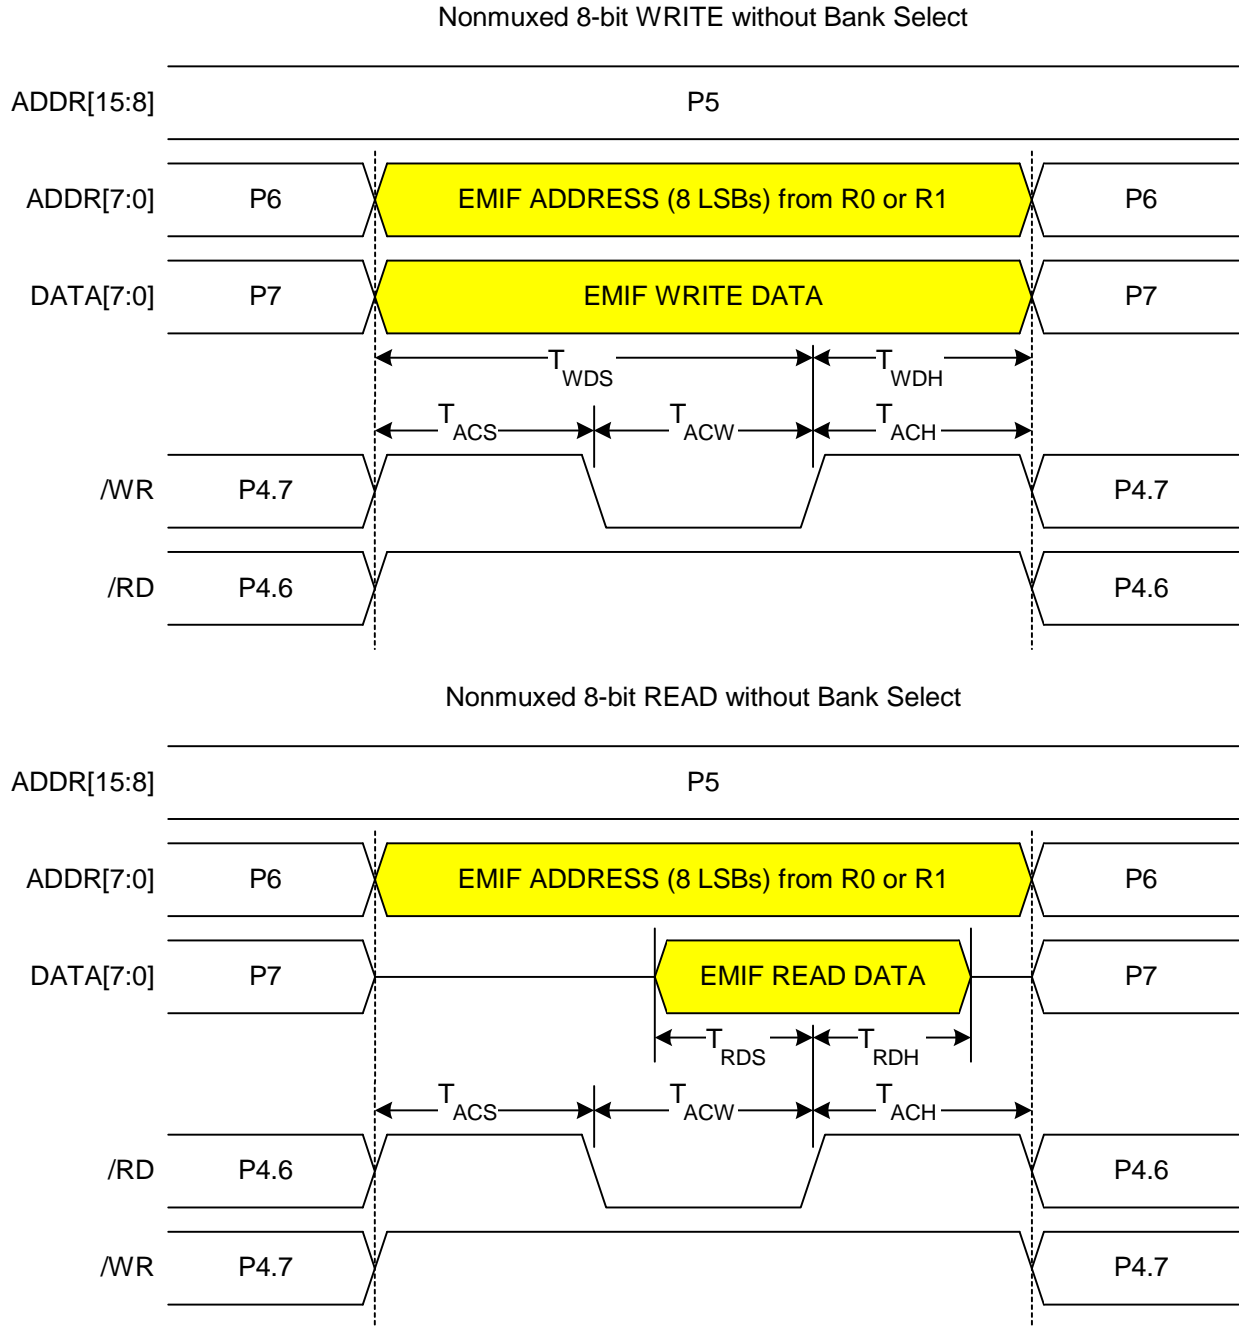 Nonmuxed 8-bit WRITE without Bank Select
ADDR[15:8] P5
ADDR[7:0] P6 EMIF ADDRESS (8 LSBs) from R0 or R1 P6
DATA[7:0] P7 EMIF WRITE DATA P7
TWDS TWDH
TACS TACW TACH
/WR P4.7 P4.7
/RD P4.6 P4.6
Nonmuxed 8-bit READ without Bank Select
ADDR[15:8] P5
ADDR[7:0] P6 EMIF ADDRESS (8 LSBs) from R0 or R1 P6
DATA[7:0] P7 EMIF READ DATA P7
TRDS TRDH
TACS TACW TACH
/RD P4.6 P4.6
/WR P4.7 P4.7